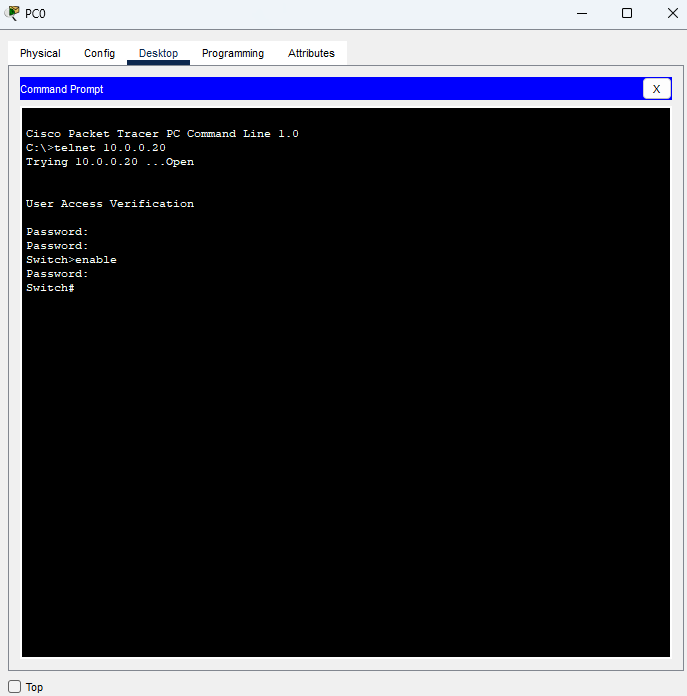 PC0
Physical Config Desktop Programming Attributes
Command Prompt
X
Cisco Packet Tracer PC Command Line 1.0
C:\>telnet 10.0.0.20
Trying 10.0.0.20 ...Open
User Access Verification
Password:
Password:
Switch>enable
Password:
Switch#
Top